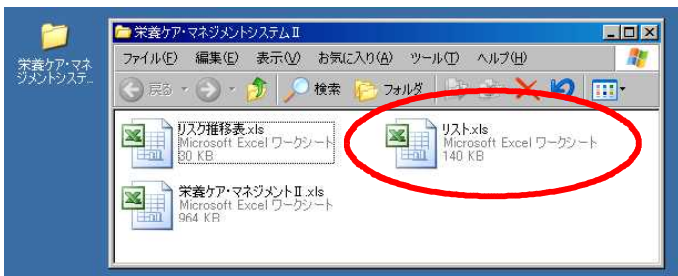 栄養ケア・マネ
ジメントシステ...
栄養ケア・マネジメントシステムⅡ
ファイル(F) 編集(E) 表示(V) お気に入り(A) ツール(T) ヘルプ(H)
戻る 検索 フォルダ
リスク推移表.xls
Microsoft Excel ワークシート
30 KB
リスト.xls
Microsoft Excel ワークシート
140 KB
栄養ケア・マネジメントⅡ.xls
Microsoft Excel ワークシート
964 KB